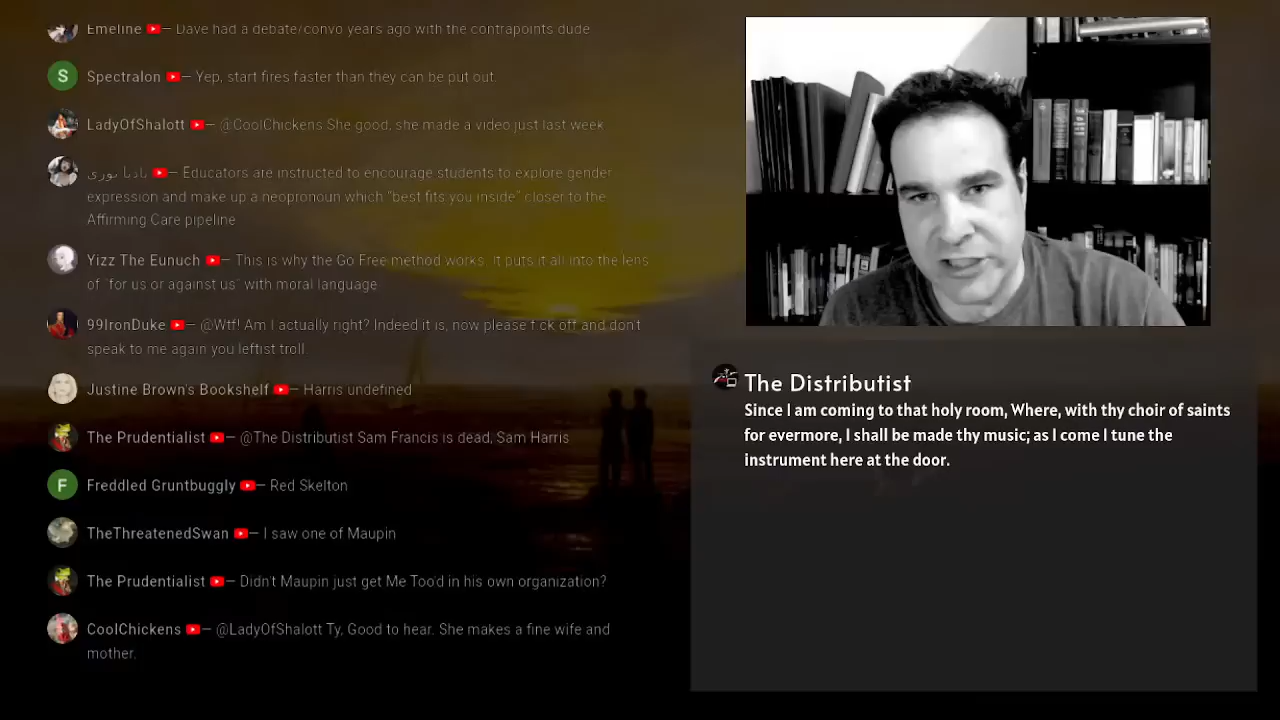 Emeline — Dave had a debate/convo years ago with the contrapoints dude
Spectralon — Yep, start fires faster than they can be put out.
LadyOfShalott — @CoolChickens She good, she made a video just last week
— Educators are instructed to encourage students to explore gender
expression and make up a neopronoun which "best fits you inside" closer to the
Affirming Care pipeline
Yizz The Eunuch — This is why the Go Free method works. It puts it all into the lens
of "for us or against us" with moral language
99IronDuke — @Wtf! Am I actually right? Indeed it is, now please f ck off and don't
speak to me again you leftist troll.
Justine Brown's Bookshelf — Harris undefined
The Prudentialist — @The Distributist Sam Francis is dead, Sam Harris
Freddled Gruntbuggly — Red Skelton
TheThreatenedSwan — I saw one of Maupin
The Prudentialist — Didn't Maupin just get Me Too'd in his own organization?
CoolChickens — @LadyOfShalott Ty, Good to hear. She makes a fine wife and
mother.
S
F
The Distributist
Since I am coming to that holy room, Where, with thy choir of saints
for evermore, I shall be made thy music; as I come I tune the
instrument here at the door.